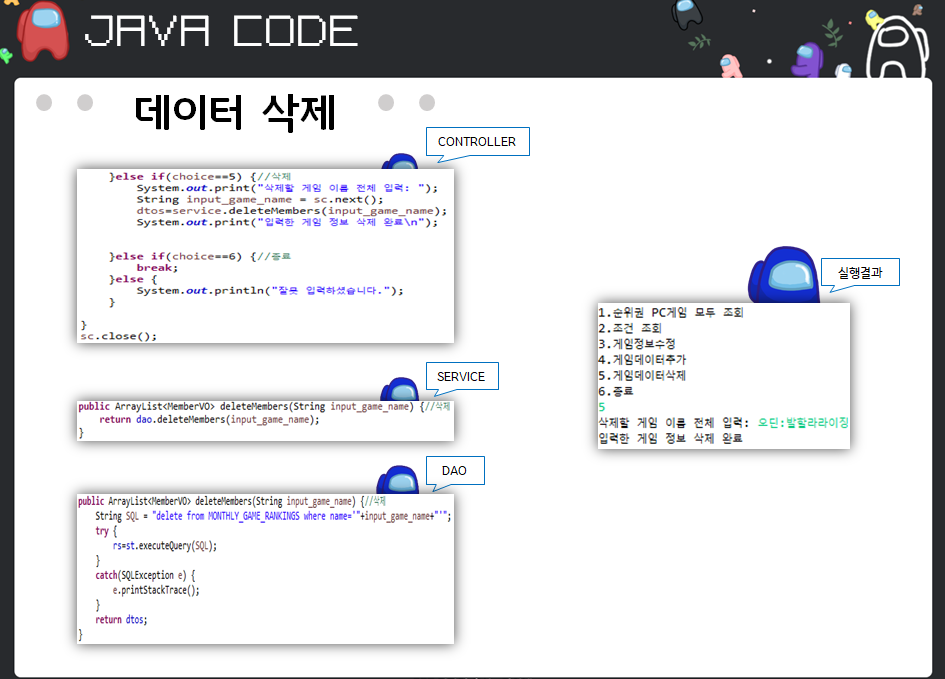 JAVA CODE
데이터 삭제
CONTROLLER
}else if(choice==5) {//삭제
System.out.print("삭제할 게임 이름 전체 입력: ");
String input_game_name = sc.next();
dtos=service.deleteMembers(input_game_name);
System.out.print("입력한 게임 정보 삭제 완료\n");
}else if(choice==6) {//종료
break;
}else {
System.out.println("잘못 입력하셨습니다.");
}
}
sc.close();
SERVICE
public ArrayList<MemberVO> deleteMembers(String input_game_name) {//삭제
return dao.deleteMembers(input_game_name);
}
DAO
public ArrayList<MemberVO> deleteMembers(String input_game_name) {//삭제
String SQL = "delete from MONTHLY_GAME_RANKINGS where name='"+input_game_name+"'";
try {
rs=st.executeQuery(SQL);
}
catch(SQLException e) {
e.printStackTrace();
}
return dtos;
}
실행결과
1.순위권 PC게임 모두 조회
2.조건 조회
3.게임정보수정
4.게임데이터추가
5.게임데이터삭제
6.종료
5
삭제할 게임 이름 전체 입력: 오딘:발할라라이징
입력한 게임 정보 삭제 완료